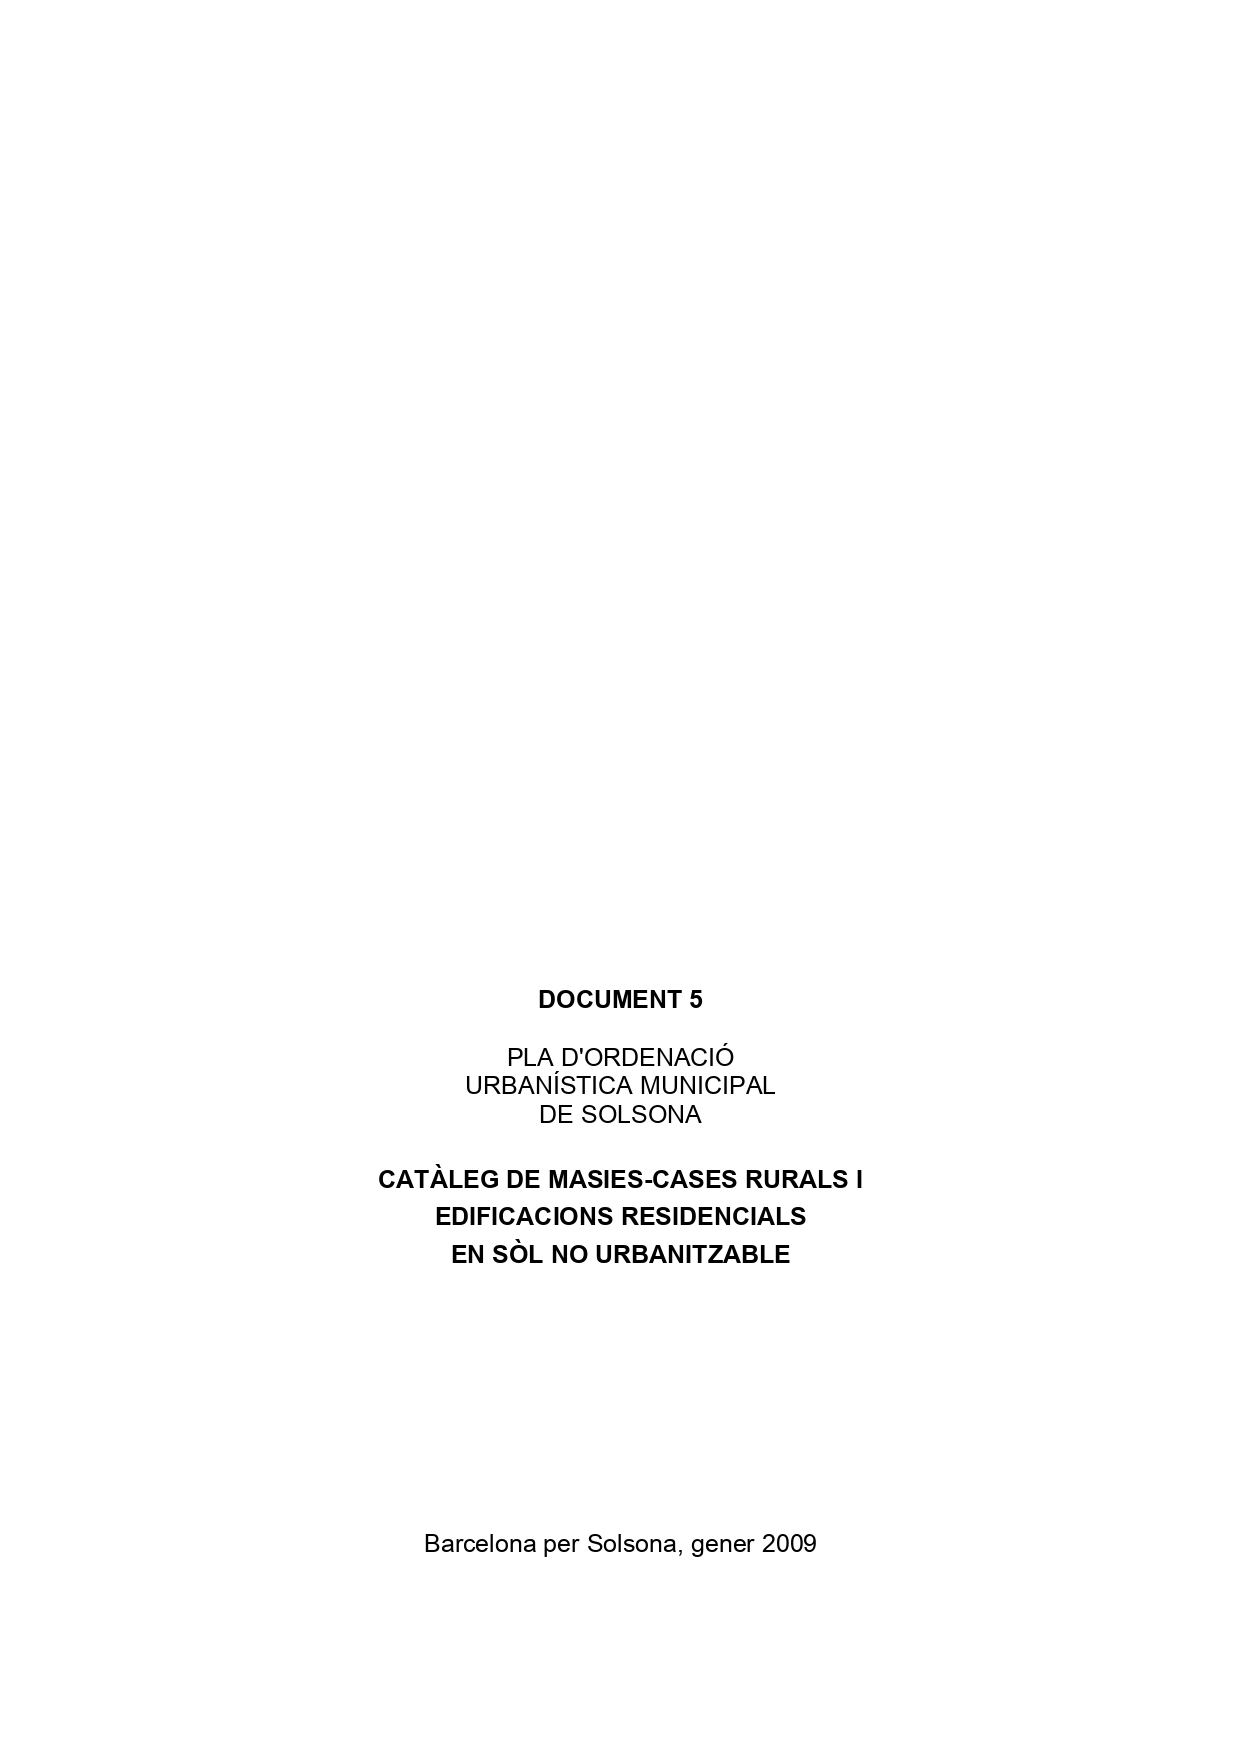 DOCUMENT 5
PLA D'ORDENACIÓ
URBANÍSTICA MUNICIPAL
DE SOLSONA
CATÀLEG DE MASIES-CASES RURALS I
EDIFICACIONS RESIDENCIALS
EN SÒL NO URBANITZABLE
Barcelona per Solsona, gener 2009